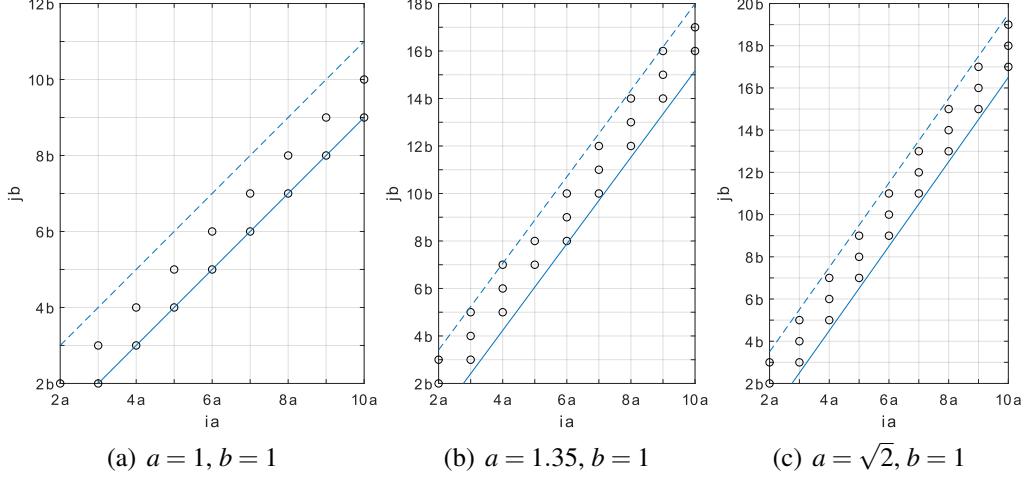 12b
10b
8b
6b
4b
2b
jb
2a 4a 6a 8a 10a
ia
(a) a = 1, b = 1
18b
16b
14b
12b
10b
8b
6b
4b
2b
jb
2a 4a 6a 8a 10a
ia
(b) a = 1.35, b = 1
20b
18b
16b
14b
12b
10b
8b
6b
4b
2b
jb
2a 4a 6a 8a 10a
ia
(c) a = √2, b = 1